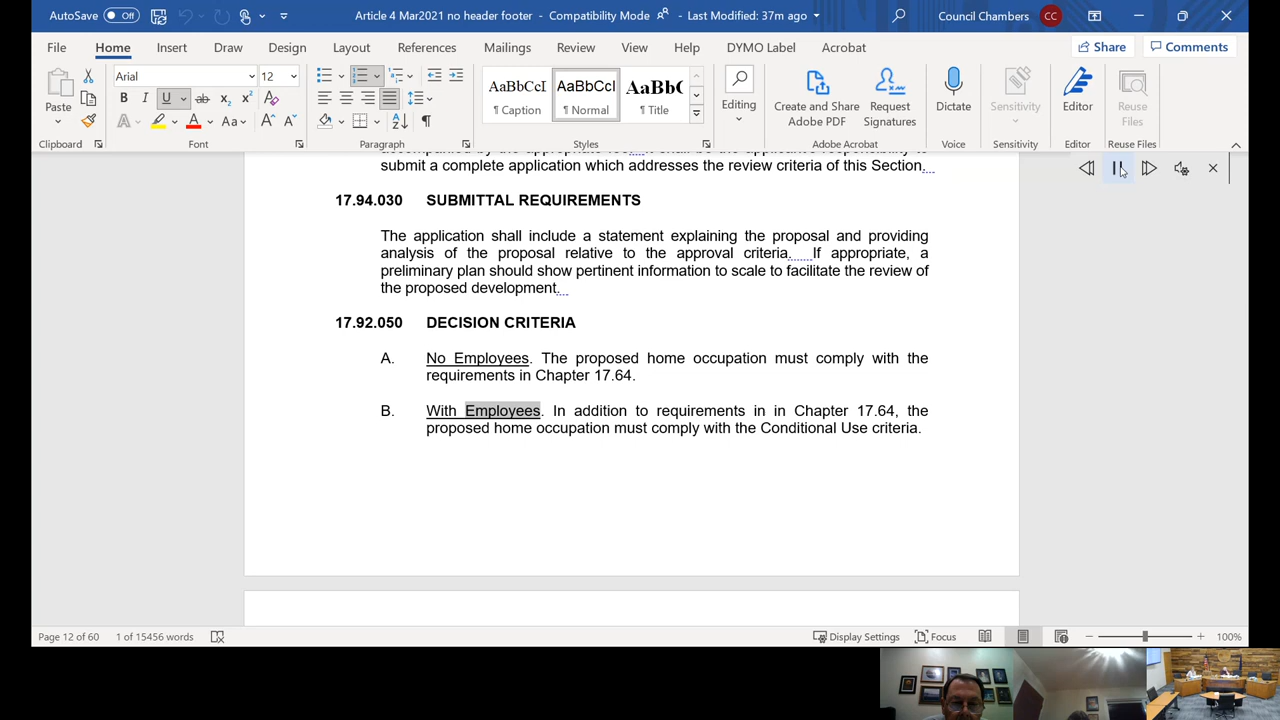 AutoSave Off Article 4 Mar2021 no header footer - Compatibility Mode Last Modified: 37m ago Council Chambers CC
File Home Insert Draw Design Layout References Mailings Review View Help DYMO Label Acrobat Share Comments
Paste
Arial 12
AaBbCcI AaBbCcI AaBb(
¶ Caption ¶ Normal ¶ Title
Editing
Create and Share
Adobe PDF
Request
Signatures
Dictate
Sensitivity
Editor
Reuse
Files
Clipboard Font Paragraph Styles Adobe Acrobat Voice Sensitivity Editor Reuse Files
submit a complete application which addresses the review criteria of this Section.
17.94.030 SUBMITTAL REQUIREMENTS
The application shall include a statement explaining the proposal and providing
analysis of the proposal relative to the approval criteria. If appropriate, a
preliminary plan should show pertinent information to scale to facilitate the review of
the proposed development.
17.92.050 DECISION CRITERIA
A. No Employees. The proposed home occupation must comply with the
requirements in Chapter 17.64.
B. With Employees. In addition to requirements in in Chapter 17.64, the
proposed home occupation must comply with the Conditional Use criteria.
Page 12 of 60 1 of 15456 words Display Settings Focus 100%